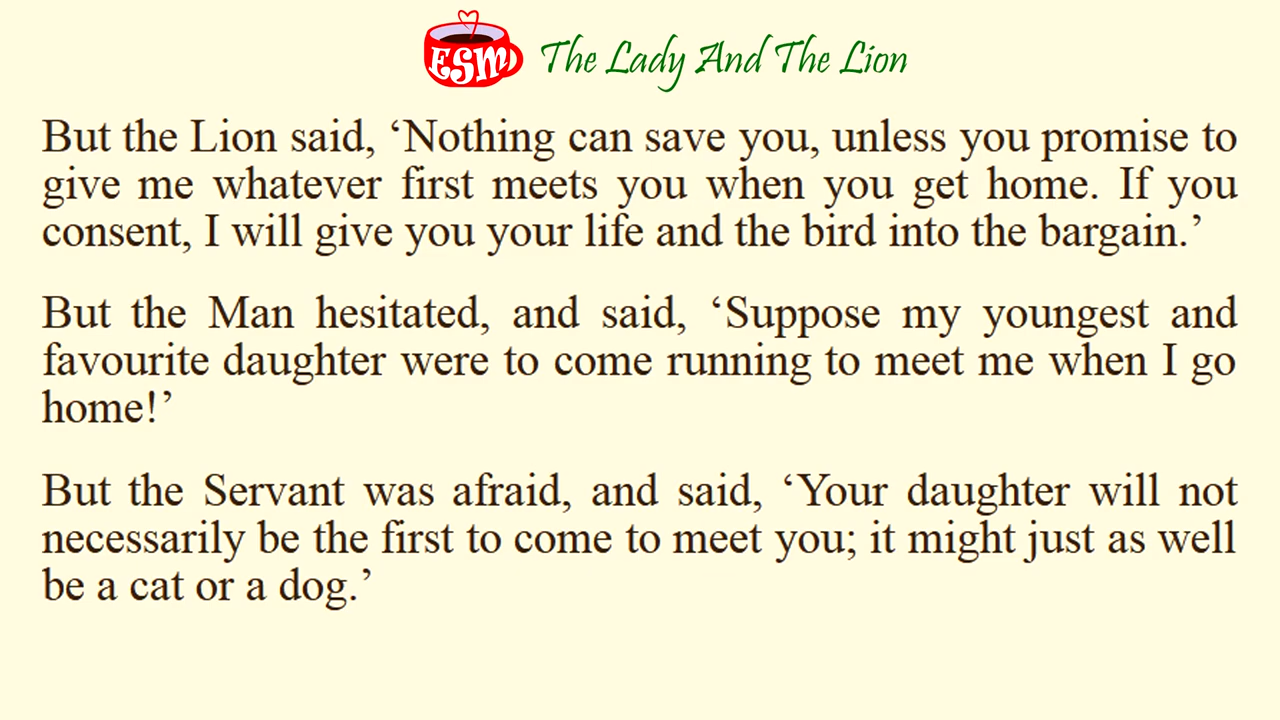 ESM The Lady And The Lion
But the Lion said, ‘Nothing can save you, unless you promise to
give me whatever first meets you when you get home. If you
consent, I will give you your life and the bird into the bargain.’
But the Man hesitated, and said, ‘Suppose my youngest and
favourite daughter were to come running to meet me when I go
home!’
But the Servant was afraid, and said, ‘Your daughter will not
necessarily be the first to come to meet you; it might just as well
be a cat or a dog.’